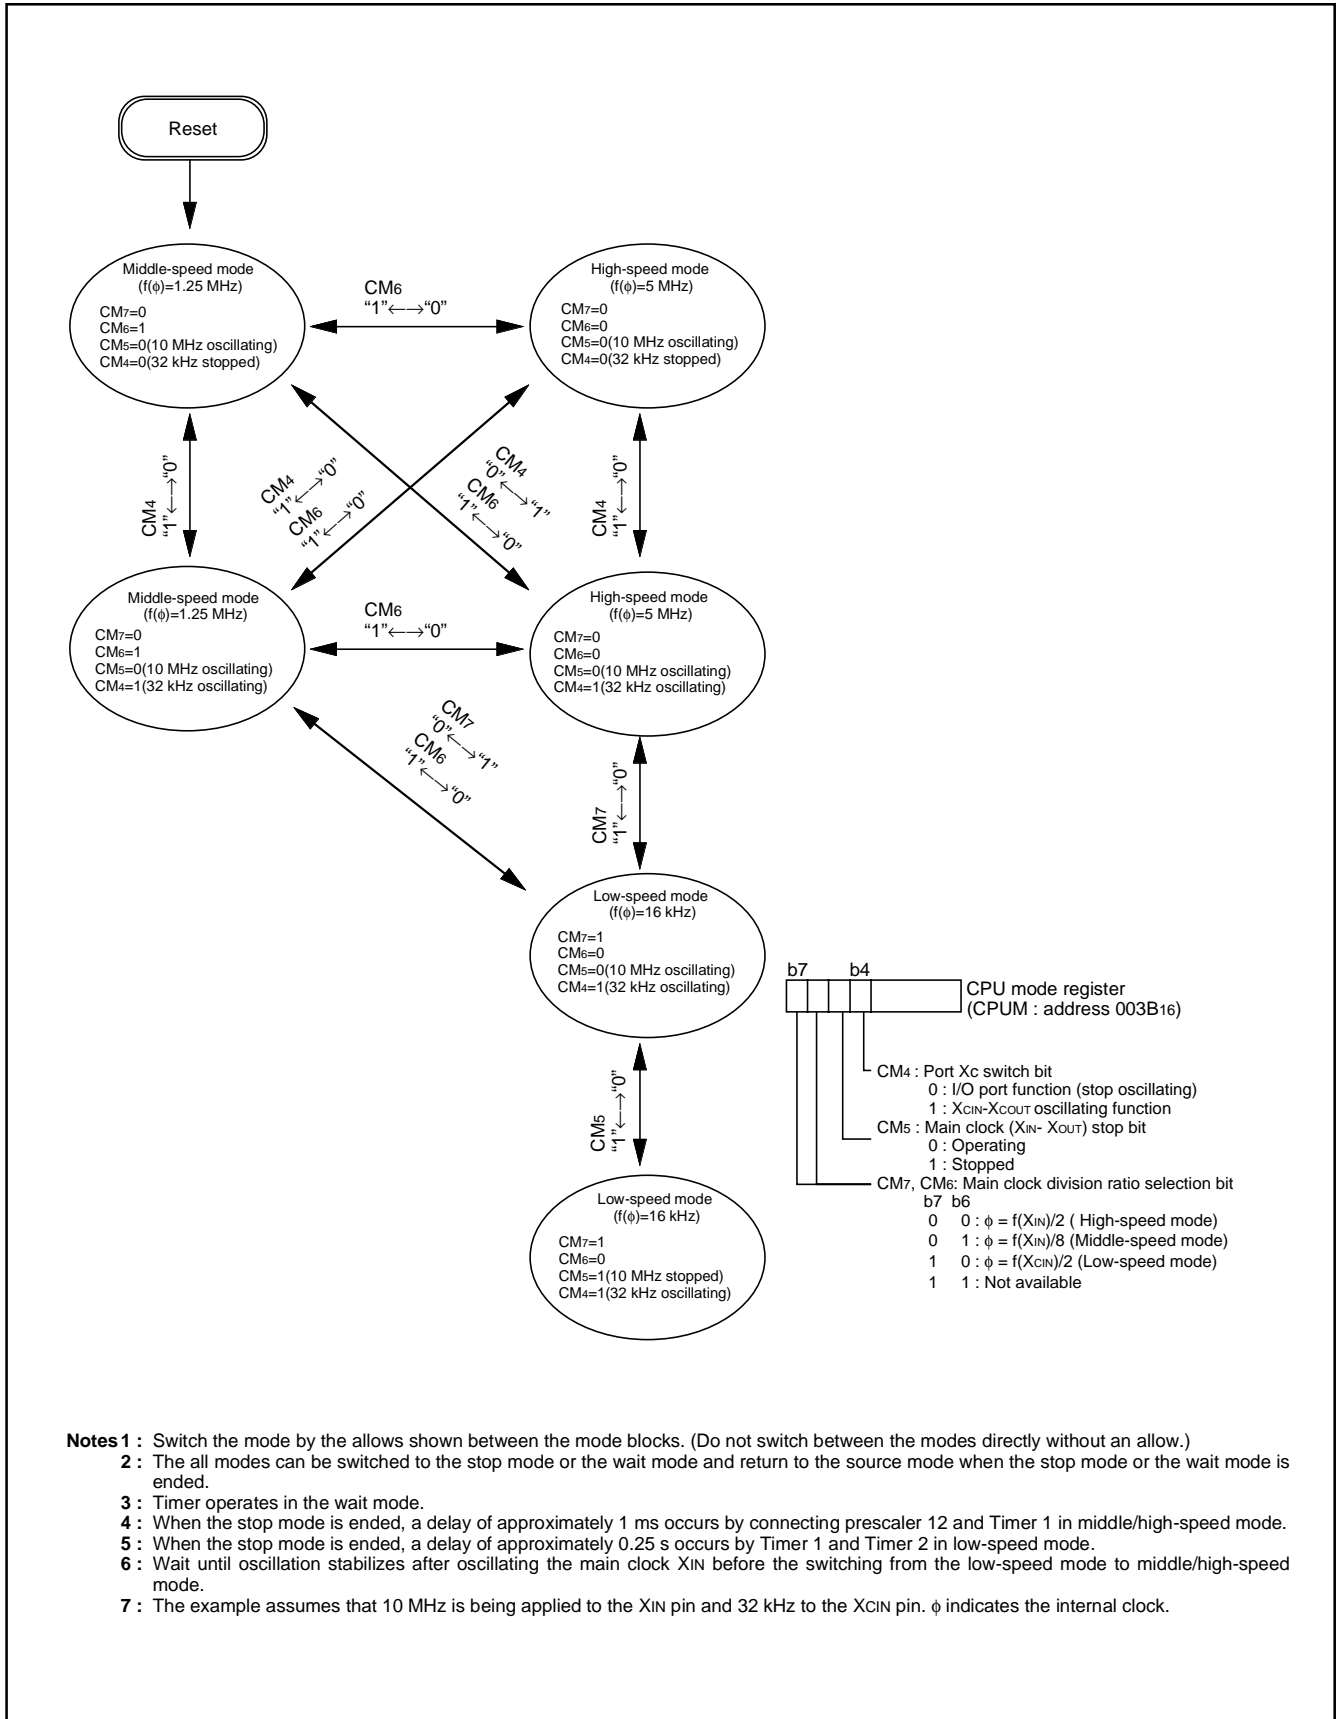 Reset
Middle-speed mode
(f(ϕ)=1.25 MHz)
CM7=0
CM6=1
CM5=0(10 MHz oscillating)
CM4=0(32 kHz stopped)
CM6
“1”←→“0”
High-speed mode
(f(ϕ)=5 MHz)
CM7=0
CM6=0
CM5=0(10 MHz oscillating)
CM4=0(32 kHz stopped)
CM4
“1”←→“0”
CM4
“1”←→“0”
CM6
“1”←→“0”
CM4
“0”←→“1”
CM6
“1”←→“0”
CM4
“1”←→“0”
Middle-speed mode
(f(ϕ)=1.25 MHz)
CM7=0
CM6=1
CM5=0(10 MHz oscillating)
CM4=1(32 kHz oscillating)
CM6
“1”←→“0”
High-speed mode
(f(ϕ)=5 MHz)
CM7=0
CM6=0
CM5=0(10 MHz oscillating)
CM4=1(32 kHz oscillating)
CM7
“0”←→“1”
CM6
“1”←→“0”
CM7
“1”←→“0”
Low-speed mode
(f(ϕ)=16 kHz)
CM7=1
CM6=0
CM5=0(10 MHz oscillating)
CM4=1(32 kHz oscillating)
CM5
“1”←→“0”
Low-speed mode
(f(ϕ)=16 kHz)
CM7=1
CM6=0
CM5=1(10 MHz stopped)
CM4=1(32 kHz oscillating)
b7 b4
CPU mode register
(CPUM : address 003B16)
CM4 : Port Xc switch bit
0 : I/O port function (stop oscillating)
1 : XCIN-XCOUT oscillating function
CM5 : Main clock (XIN- XOUT) stop bit
0 : Operating
1 : Stopped
CM7, CM6: Main clock division ratio selection bit
b7 b6
0 0 : ϕ = f(XIN)/2 ( High-speed mode)
0 1 : ϕ = f(XIN)/8 (Middle-speed mode)
1 0 : ϕ = f(XCIN)/2 (Low-speed mode)
1 1 : Not available
Notes 1 : Switch the mode by the allows shown between the mode blocks. (Do not switch between the modes directly without an allow.)
2 : The all modes can be switched to the stop mode or the wait mode and return to the source mode when the stop mode or the wait mode is
ended.
3 : Timer operates in the wait mode.
4 : When the stop mode is ended, a delay of approximately 1 ms occurs by connecting prescaler 12 and Timer 1 in middle/high-speed mode.
5 : When the stop mode is ended, a delay of approximately 0.25 s occurs by Timer 1 and Timer 2 in low-speed mode.
6 : Wait until oscillation stabilizes after oscillating the main clock XIN before the switching from the low-speed mode to middle/high-speed
mode.
7 : The example assumes that 10 MHz is being applied to the XIN pin and 32 kHz to the XCIN pin. ϕ indicates the internal clock.